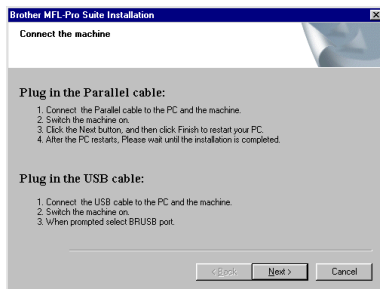 Brother MFL-Pro Suite Installation
Connect the machine
Plug in the Parallel cable:
1. Connect the Parallel cable to the PC and the machine.
2. Switch the machine on.
3. Click the Next button, and then click Finish to restart your PC.
4. After the PC restarts, Please wait until the installation is completed.
Plug in the USB cable:
1. Connect the USB cable to the PC and the machine.
2. Switch the machine on.
3. When prompted select BRUSB port.
< Back Next > Cancel